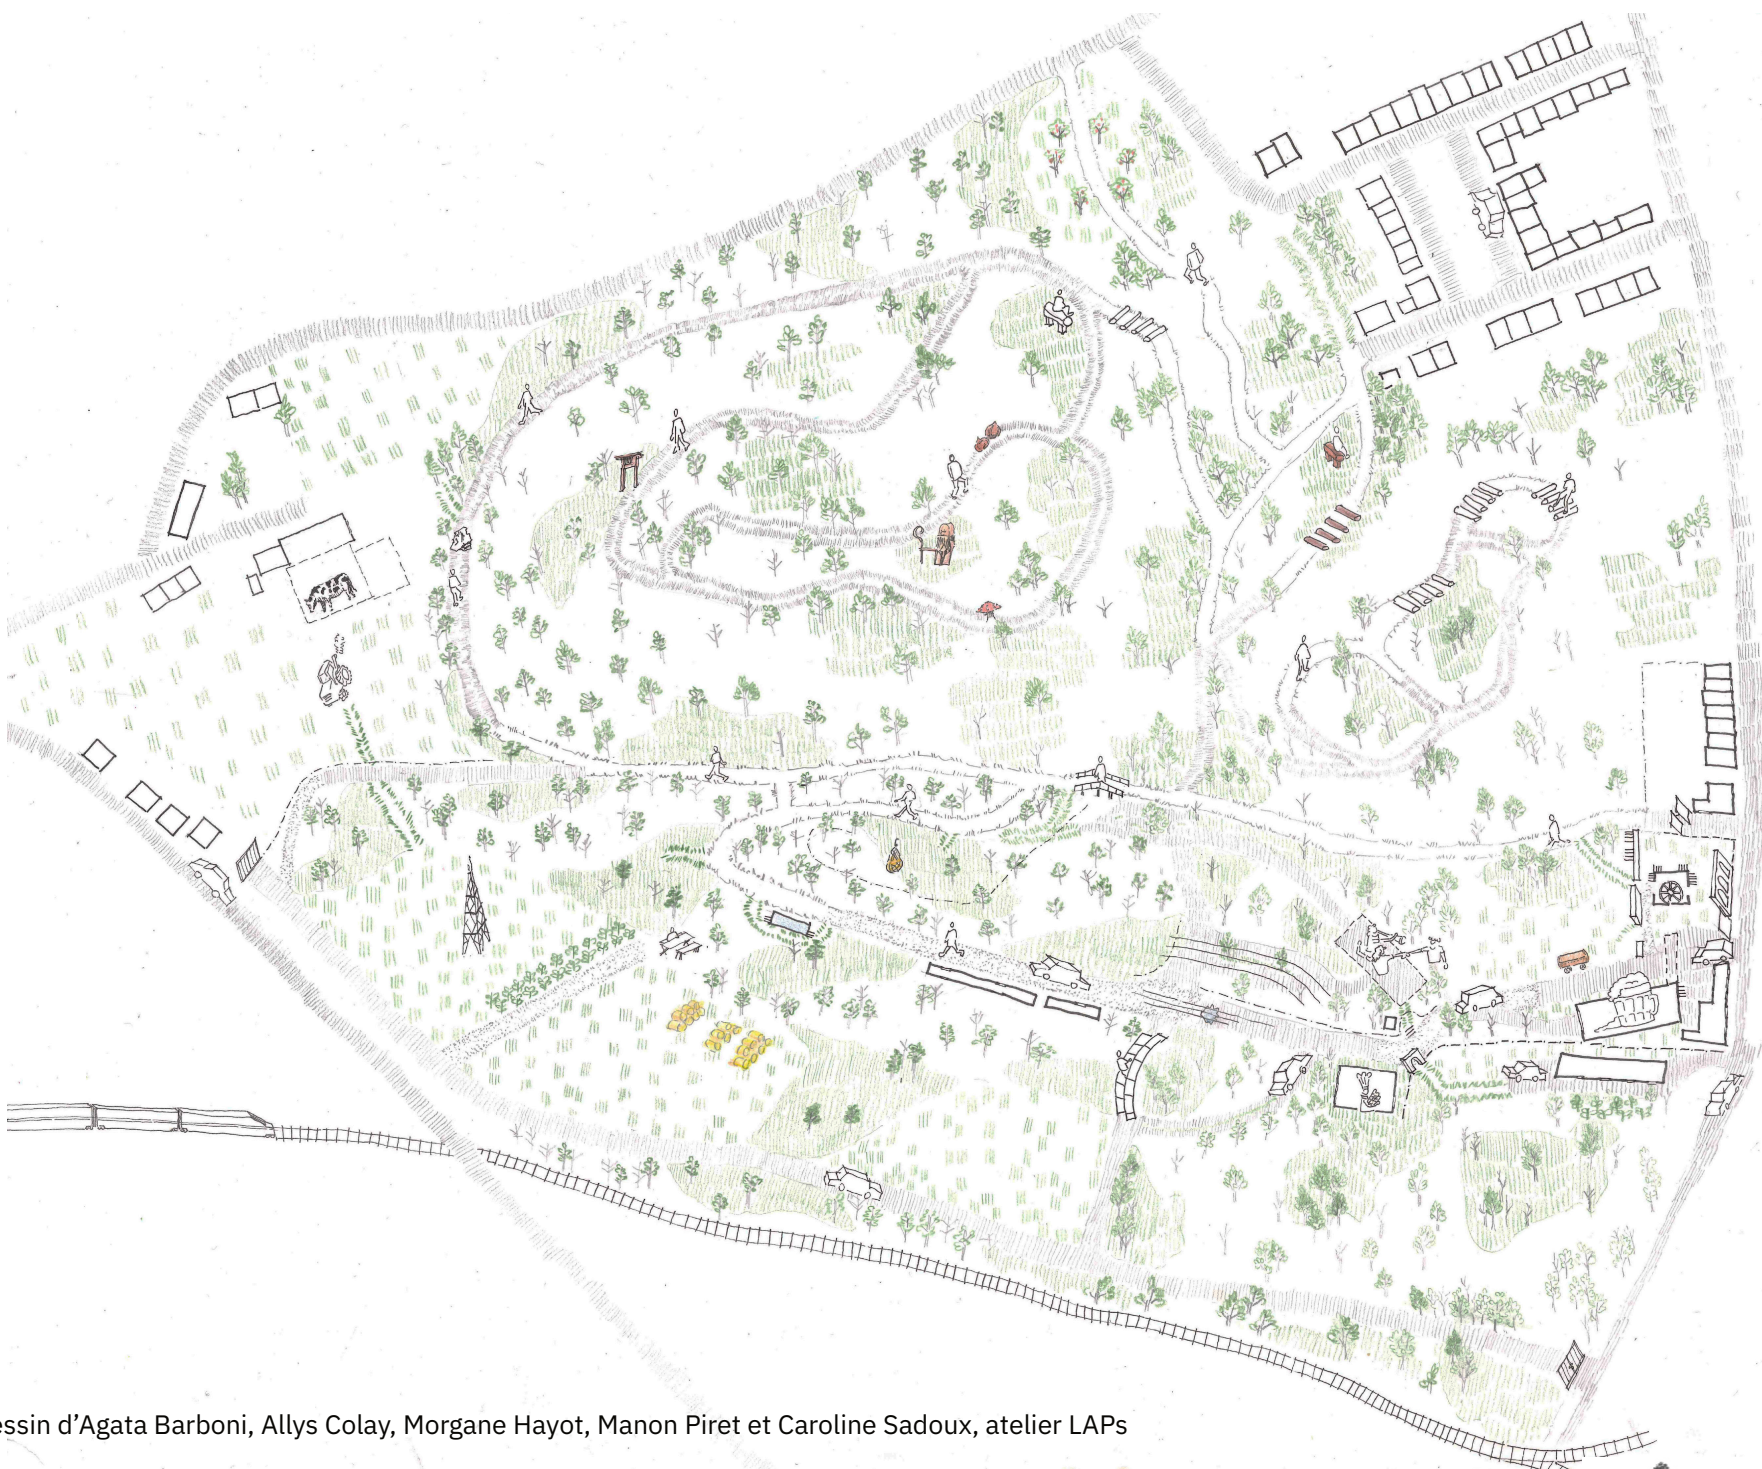 essin d’Agata Barboni, Allys Colay, Morgane Hayot, Manon Piret et Caroline Sadoux, atelier LAPs